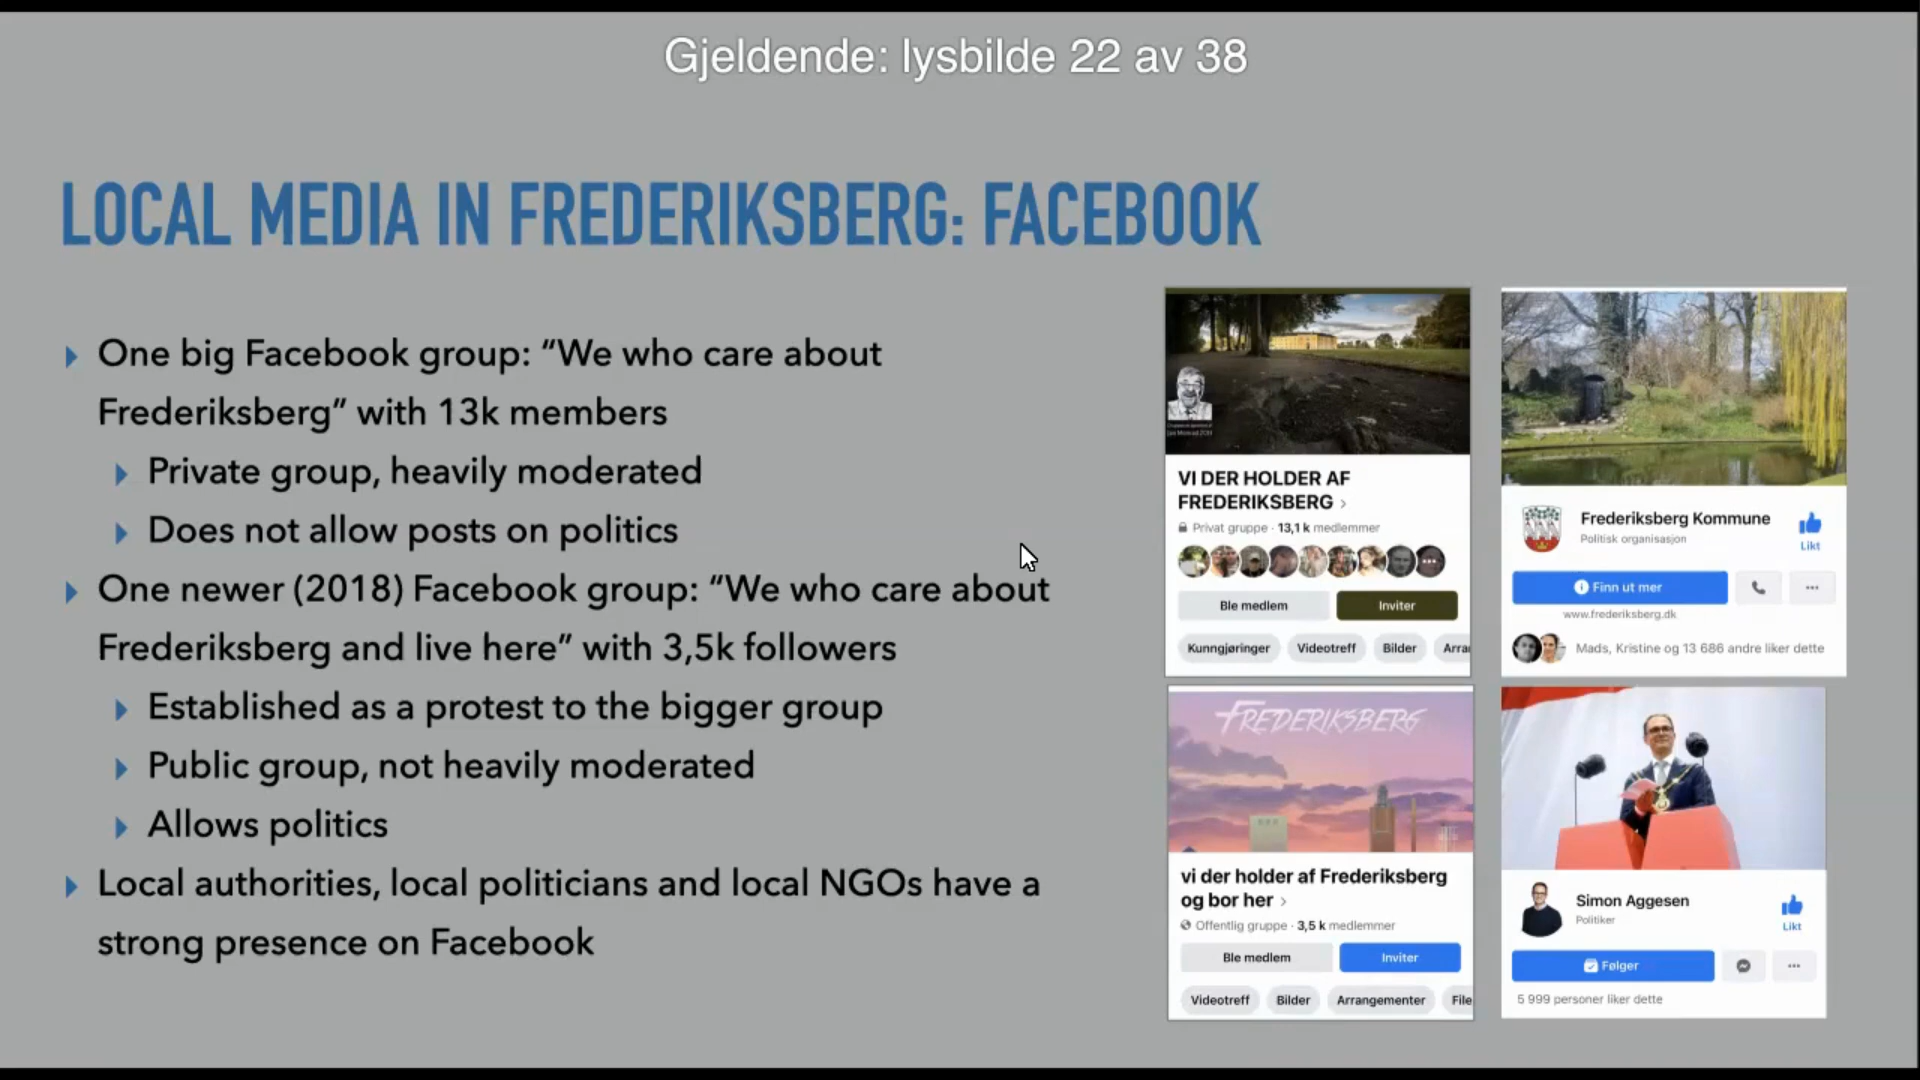 Gjeldende: lysbilde 22 av 38
LOCAL MEDIA IN FREDERIKSBERG: FACEBOOK
One big Facebook group: “We who care about
Frederiksberg” with 13k members
Private group, heavily moderated
Does not allow posts on politics
One newer (2018) Facebook group: “We who care about
Frederiksberg and live here” with 3,5k followers
Established as a protest to the bigger group
Public group, not heavily moderated
Allows politics
Local authorities, local politicians and local NGOs have a
strong presence on Facebook
VI DER HOLDER AF
FREDERIKSBERG >
Privat gruppe · 13,1 k medlemmer
Ble medlem Inviter
Kunngjøringer Videotreff Bilder Arra
Frederiksberg Kommune
Politisk organisasjon
Likt
Finn ut mer
www.frederiksberg.dk
Mads, Kristine og 13 686 andre liker dette
FREDERIKSBERG
vi der holder af Frederiksberg
og bor her >
Offentlig gruppe · 3,5 k medlemmer
Ble medlem Inviter
Videotreff Bilder Arrangementer File
Simon Aggesen
Politiker
Likt
Følger
5 999 personer liker dette